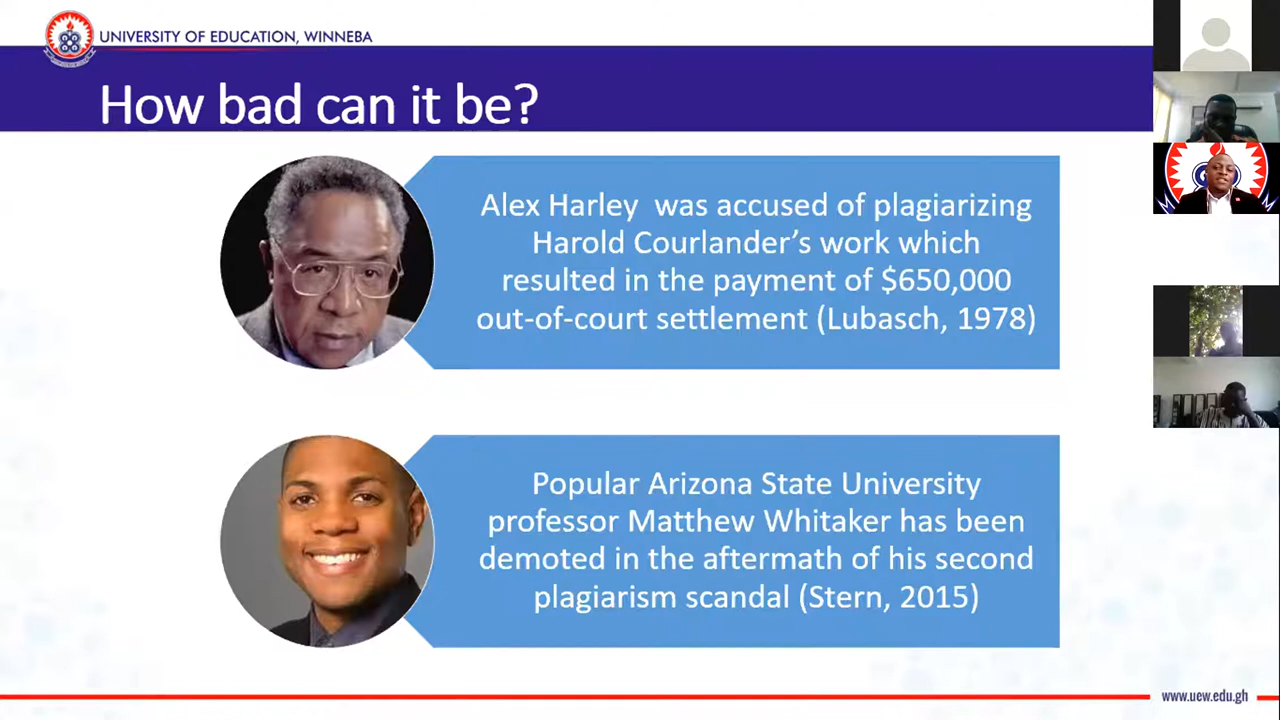 UNIVERSITY OF EDUCATION, WINNEBA
How bad can it be?
Alex Harley was accused of plagiarizing
Harold Courlander’s work which
resulted in the payment of $650,000
out-of-court settlement (Lubasch, 1978)
Popular Arizona State University
professor Matthew Whitaker has been
demoted in the aftermath of his second
plagiarism scandal (Stern, 2015)
www.uew.edu.gh